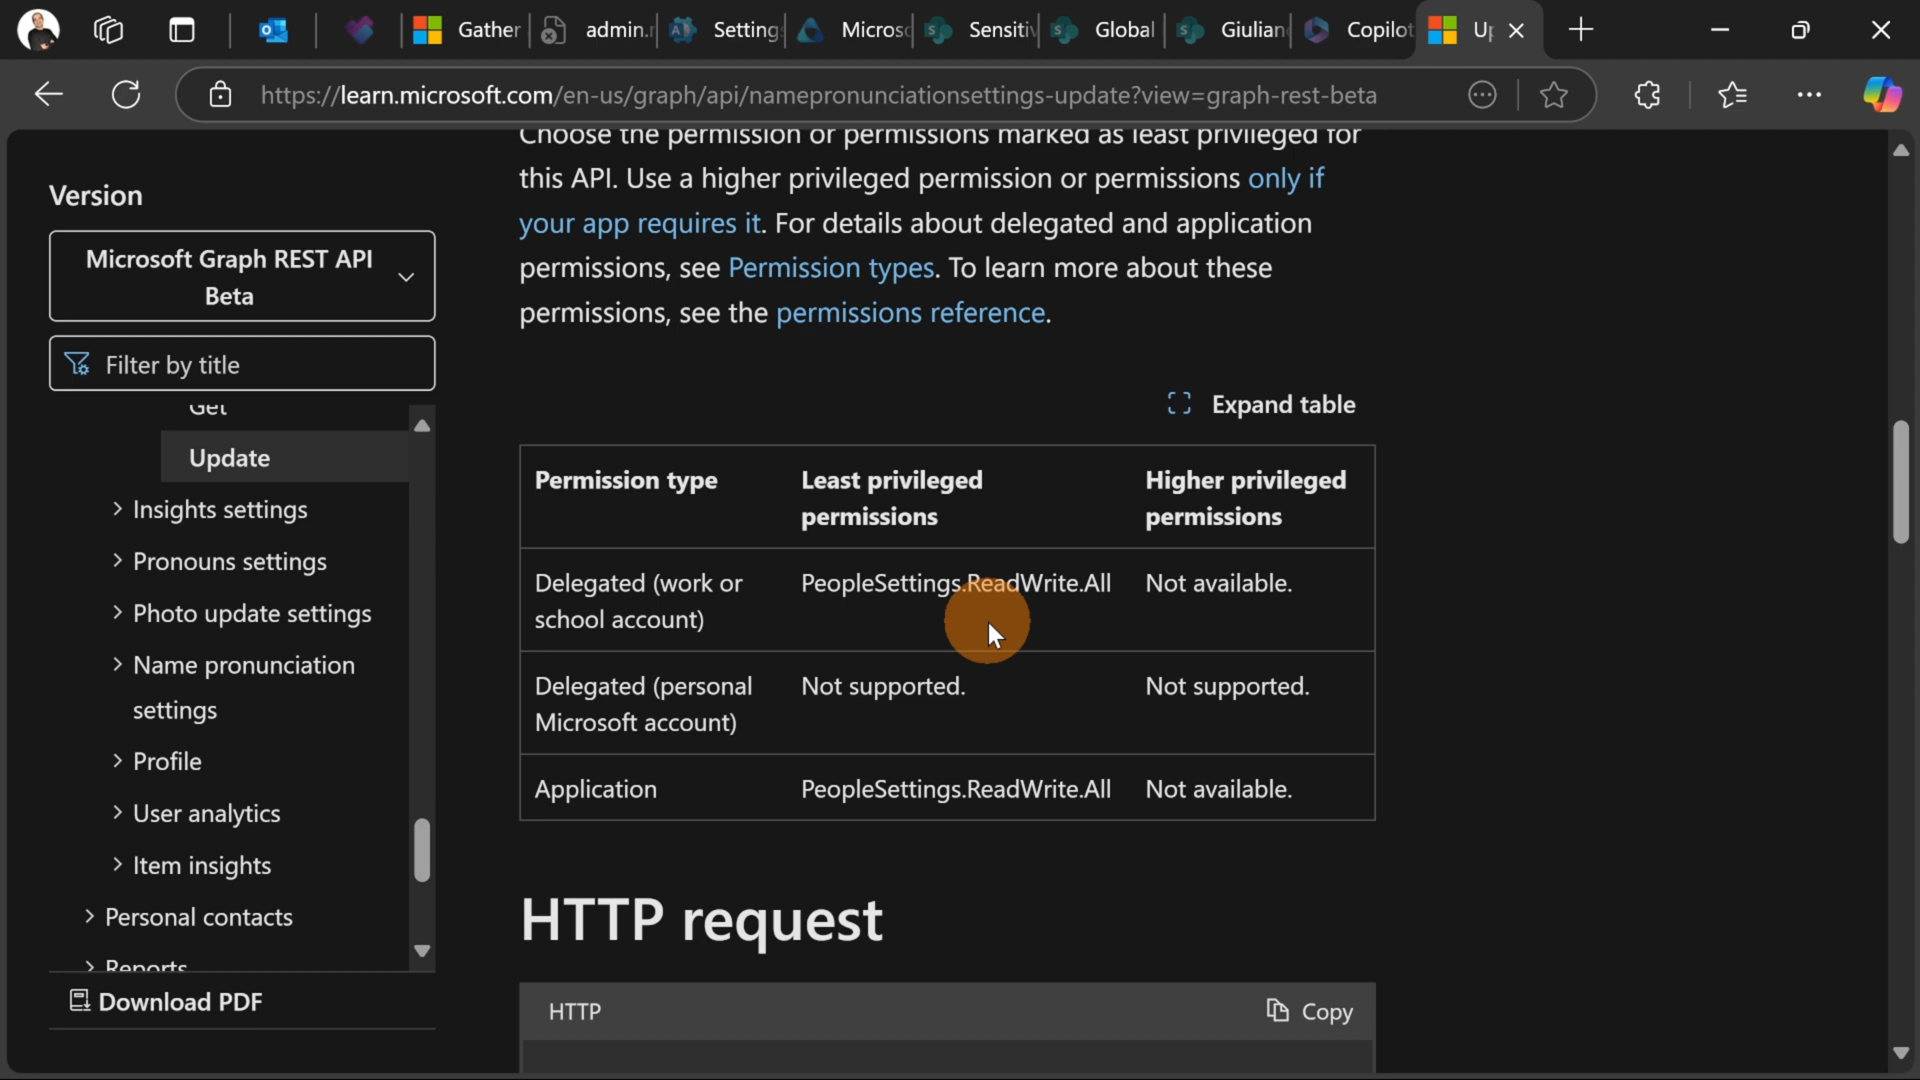 Gather
admin.
Setting
Micros
Sensitiv
Global
Giulian
Copilot
Up
https://learn.microsoft.com/en-us/graph/api/namepronunciationsettings-update?view=graph-rest-beta
Choose the permission or permissions marked as least privileged for
this API. Use a higher privileged permission or permissions only if
your app requires it. For details about delegated and application
permissions, see Permission types. To learn more about these
permissions, see the permissions reference.
Version
Microsoft Graph REST API
Beta
Filter by title
Get
Update
Insights settings
Pronouns settings
Photo update settings
Name pronunciation
settings
Profile
User analytics
Item insights
Personal contacts
Reports
Download PDF
Expand table
Permission type
Least privileged
permissions
Higher privileged
permissions
Delegated (work or
school account)
PeopleSettings.ReadWrite.All
Not available.
Delegated (personal
Microsoft account)
Not supported.
Not supported.
Application
PeopleSettings.ReadWrite.All
Not available.
HTTP request
HTTP
Copy